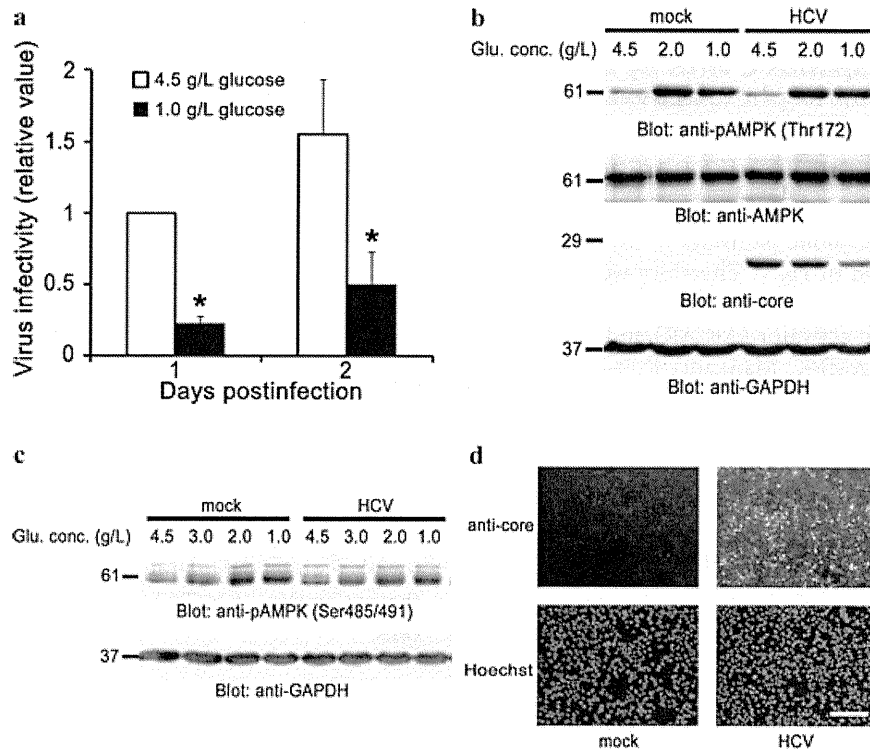 a
Virus infectivity (relative value)
2
1.5
1
0.5
0
4.5 g/L glucose
1.0 g/L glucose
*
*
1
2
Days postinfection
b
mock
HCV
Glu. conc. (g/L)
4.5 2.0 1.0 4.5 2.0 1.0
61
Blot: anti-pAMPK (Thr172)
61
Blot: anti-AMPK
29
Blot: anti-core
37
Blot: anti-GAPDH
c
mock
HCV
Glu. conc. (g/L)
4.5 3.0 2.0 1.0 4.5 3.0 2.0 1.0
61
Blot: anti-pAMPK (Ser485/491)
37
Blot: anti-GAPDH
d
anti-core
Hoechst
mock
HCV